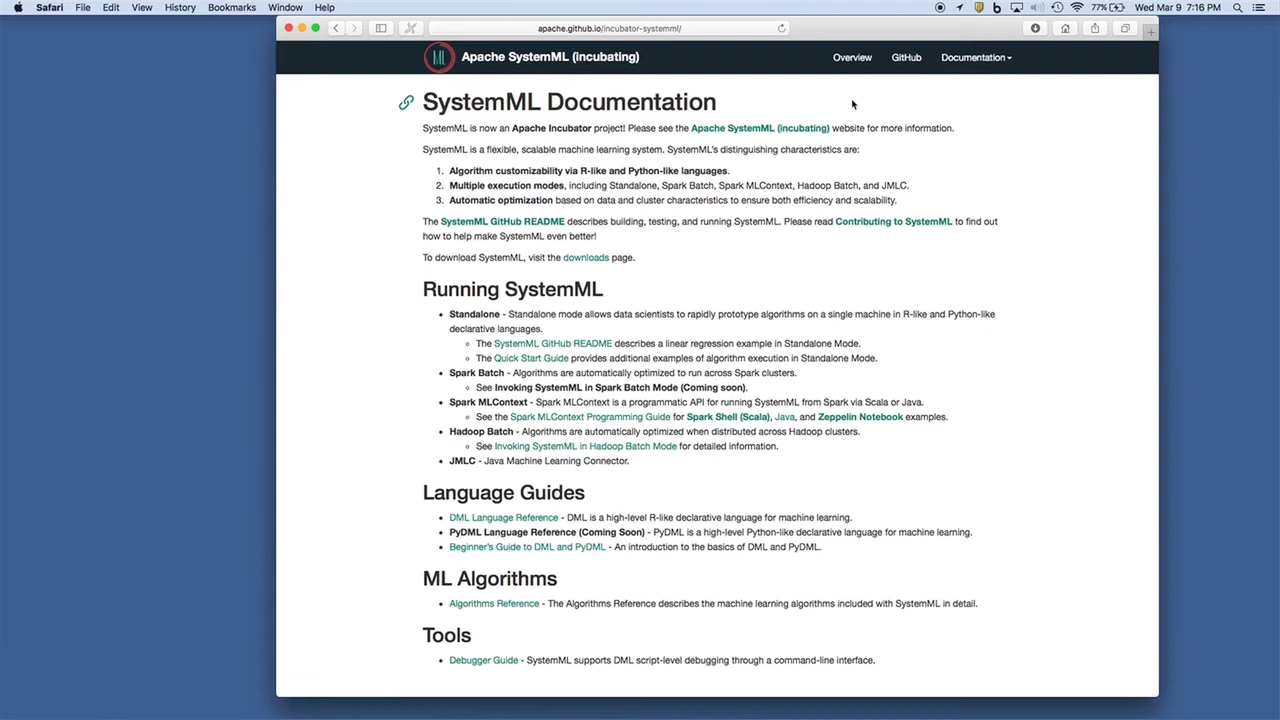 Safari File Edit View History Bookmarks Window Help 77% Wed Mar 9 7:16 PM
apache.github.io/incubator-systemml/
ML Apache SystemML (incubating) Overview GitHub Documentation
SystemML Documentation
SystemML is now an Apache Incubator project! Please see the Apache SystemML (incubating) website for more information.
SystemML is a flexible, scalable machine learning system. SystemML's distinguishing characteristics are:
1. Algorithm customizability via R-like and Python-like languages.
2. Multiple execution modes, including Standalone, Spark Batch, Spark MLContext, Hadoop Batch, and JMLC.
3. Automatic optimization based on data and cluster characteristics to ensure both efficiency and scalability.
The SystemML GitHub README describes building, testing, and running SystemML. Please read Contributing to SystemML to find out
how to help make SystemML even better!
To download SystemML, visit the downloads page.
Running SystemML
• Standalone - Standalone mode allows data scientists to rapidly prototype algorithms on a single machine in R-like and Python-like
declarative languages.
◦ The SystemML GitHub README describes a linear regression example in Standalone Mode.
◦ The Quick Start Guide provides additional examples of algorithm execution in Standalone Mode.
• Spark Batch - Algorithms are automatically optimized to run across Spark clusters.
◦ See Invoking SystemML in Spark Batch Mode (Coming soon).
• Spark MLContext - Spark MLContext is a programmatic API for running SystemML from Spark via Scala or Java.
◦ See the Spark MLContext Programming Guide for Spark Shell (Scala), Java, and Zeppelin Notebook examples.
• Hadoop Batch - Algorithms are automatically optimized when distributed across Hadoop clusters.
◦ See Invoking SystemML in Hadoop Batch Mode for detailed information.
• JMLC - Java Machine Learning Connector.
Language Guides
• DML Language Reference - DML is a high-level R-like declarative language for machine learning.
• PyDML Language Reference (Coming Soon) - PyDML is a high-level Python-like declarative language for machine learning.
• Beginner's Guide to DML and PyDML - An introduction to the basics of DML and PyDML.
ML Algorithms
• Algorithms Reference - The Algorithms Reference describes the machine learning algorithms included with SystemML in detail.
Tools
• Debugger Guide - SystemML supports DML script-level debugging through a command-line interface.